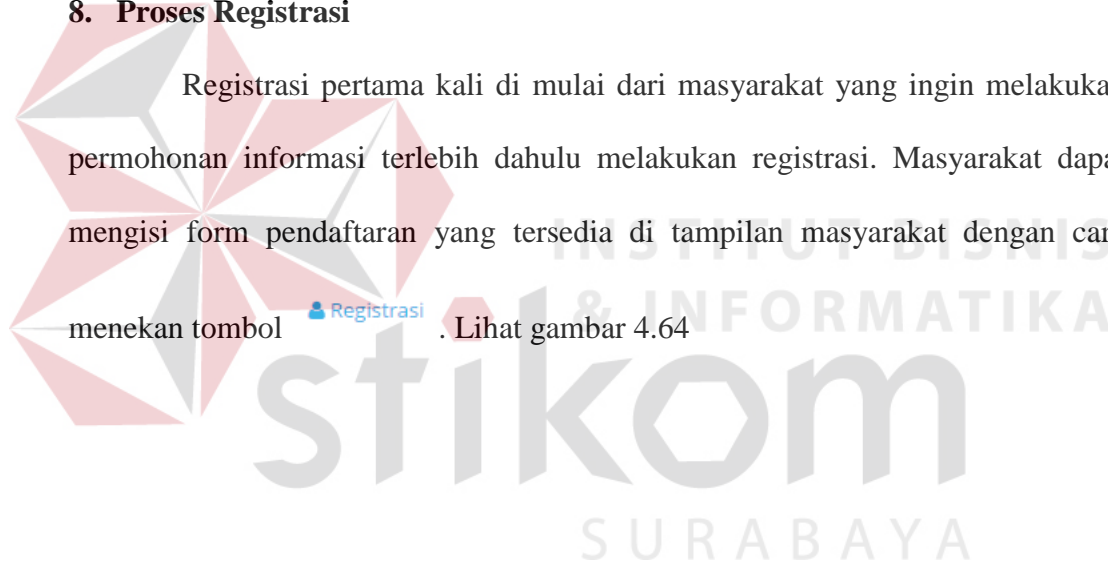 8. Proses Registrasi
Registrasi pertama kali di mulai dari masyarakat yang ingin melakuka
permohonan informasi terlebih dahulu melakukan registrasi. Masyarakat dapa
mengisi form pendaftaran yang tersedia di tampilan masyarakat dengan car
INSTITUT BISNIS
menekan tombol Registrasi . Lihat gambar 4.64
& INFORMATIKA
stikom
SURABAYA